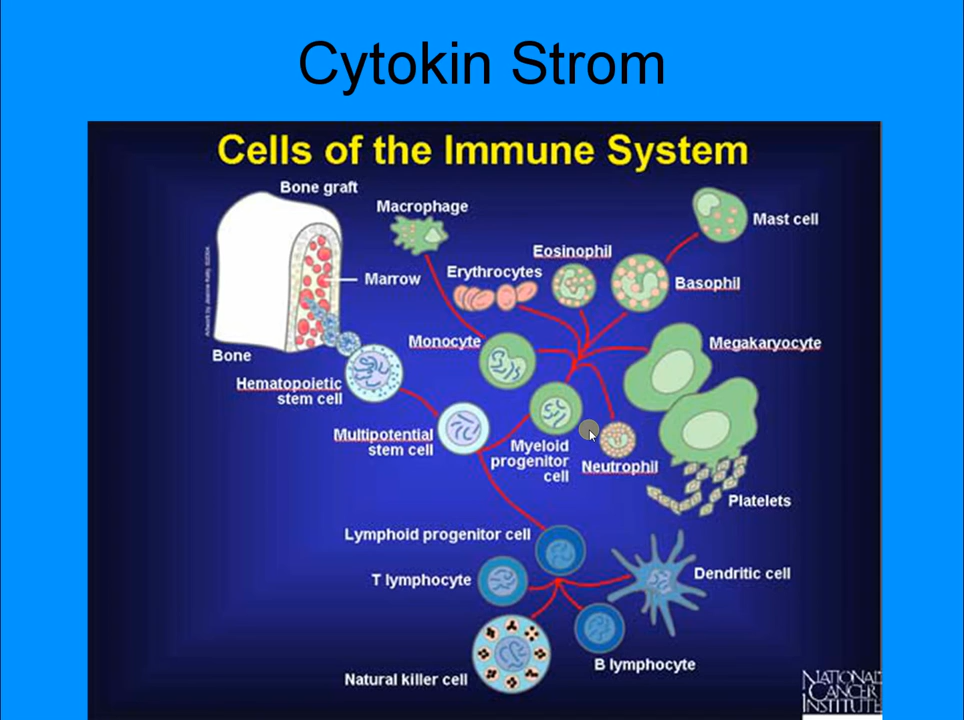 Cytokin Strom
Cells of the Immune System
Bone graft
Macrophage
Mast cell
Eosinophil
Erythrocytes
Marrow
Basophil
Monocyte
Megakaryocyte
Bone
Hematopoietic
stem cell
Multipotential
stem cell
Myeloid
progenitor
cell
Neutrophil
Platelets
Lymphoid progenitor cell
T lymphocyte
Dendritic cell
B lymphocyte
Natural killer cell
NATIONAL
CANCER
INSTITUTE